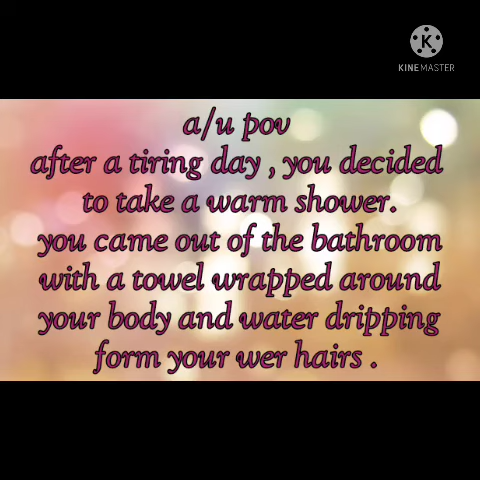 K
KINEMASTER
a/u pov
after a tiring day , you decided
to take a warm shower.
you came out of the bathroom
with a towel wrapped around
your body and water dripping
form your wer hairs .